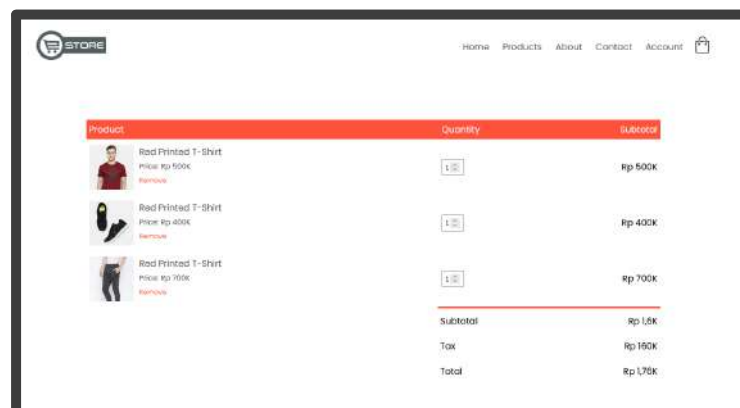 STORE
Home Products About Contact Account
Product Quantity Subtotal
Red Printed T-Shirt
Price: Rp 500K
Remove
1
Rp 500K
Red Printed T-Shirt
Price: Rp 400K
Remove
1
Rp 400K
Red Printed T-Shirt
Price: Rp 700K
Remove
1
Rp 700K
Subtotal Rp 1,6K
Tax Rp 160K
Total Rp 1,76K